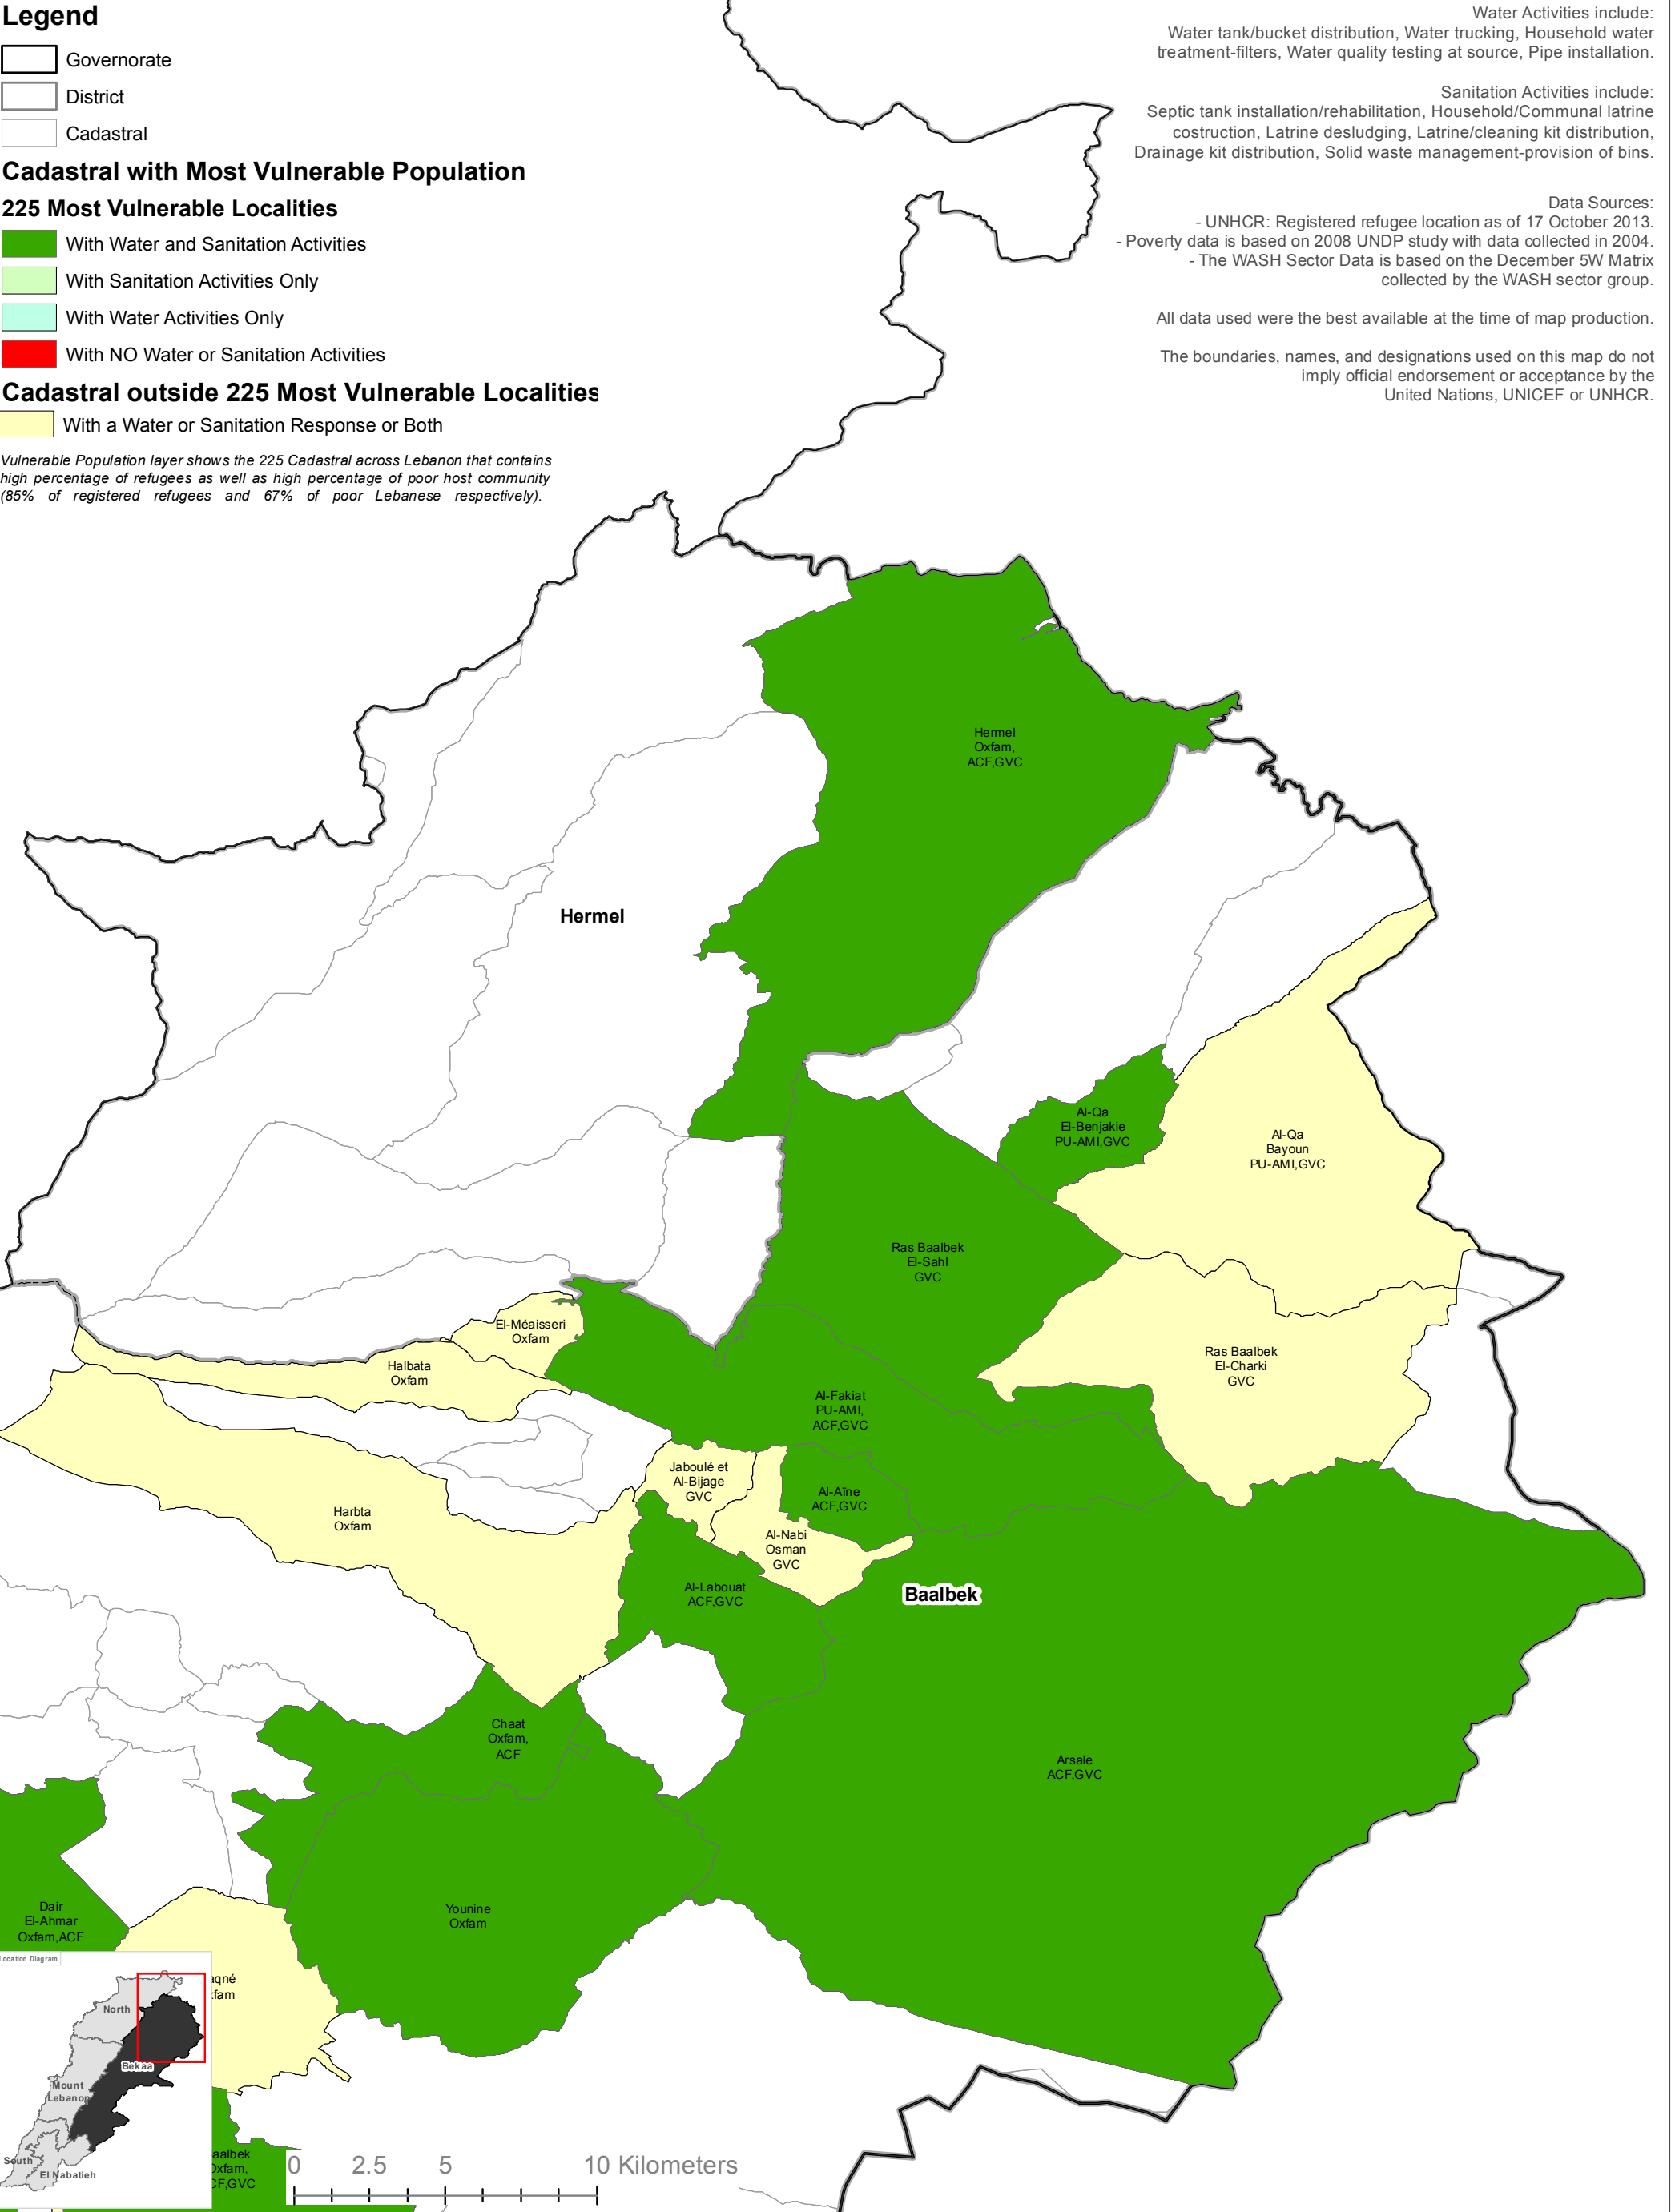 Legend
Governorate
District
Cadastral
Cadastral with Most Vulnerable Population
225 Most Vulnerable Localities
With Water and Sanitation Activities
With Sanitation Activities Only
With Water Activities Only
With NO Water or Sanitation Activities
Cadastral outside 225 Most Vulnerable Localities
With a Water or Sanitation Response or Both
Vulnerable Population layer shows the 225 Cadastral across Lebanon that contains
high percentage of refugees as well as high percentage of poor host community
(85% of registered refugees and 67% of poor Lebanese respectively).
Water Activities include:
Water tank/bucket distribution, Water trucking, Household water
treatment-filters, Water quality testing at source, Pipe installation.
Sanitation Activities include:
Septic tank installation/rehabilitation, Household/Communal latrine
costruction, Latrine desludging, Latrine/cleaning kit distribution,
Drainage kit distribution, Solid waste management-provision of bins.
Data Sources:
- UNHCR: Registered refugee location as of 17 October 2013.
- Poverty data is based on 2008 UNDP study with data collected in 2004.
- The WASH Sector Data is based on the December 5W Matrix
collected by the WASH sector group.
All data used were the best available at the time of map production.
The boundaries, names, and designations used on this map do not
imply official endorsement or acceptance by the
United Nations, UNICEF or UNHCR.
Hermel
Oxfam,
ACF,GVC
Hermel
Al-Qa
El-Benjakie
PU-AMI,GVC
Al-Qa
Bayoun
PU-AMI,GVC
Ras Baalbek
El-Sahl
GVC
El-Méaisseri
Oxfam
Halbata
Oxfam
Ras Baalbek
El-Charki
GVC
Al-Fakiat
PU-AMI,
ACF,GVC
Jaboulé et
Al-Bijage
GVC
Al-Aïne
ACF,GVC
Harbta
Oxfam
Al-Nabi
Osman
GVC
Al-Labouat
ACF,GVC
Baalbek
Chaat
Oxfam,
ACF
Arsale
ACF,GVC
Younine
Oxfam
Dair
El-Ahmar
Oxfam,ACF
Location Diagram
aqné
xfam
North
Bekaa
Mount
Lebanon
South
El Nabatieh
aalbek
Oxfam,
CF,GVC
0 2.5 5 10 Kilometers